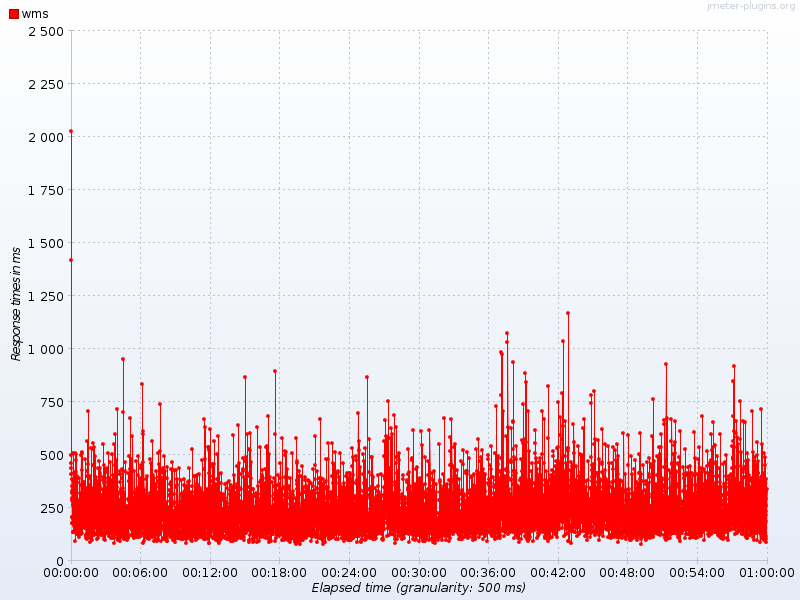 jmeter-plugins.org
wms
2 500
2 250
2 000
1 750
1 500
1 250
1 000
750
500
250
0
Response times in ms
00:00:00 00:06:00 00:12:00 00:18:00 00:24:00 00:30:00 00:36:00 00:42:00 00:48:00 00:54:00 01:00:00
Elapsed time (granularity: 500 ms)